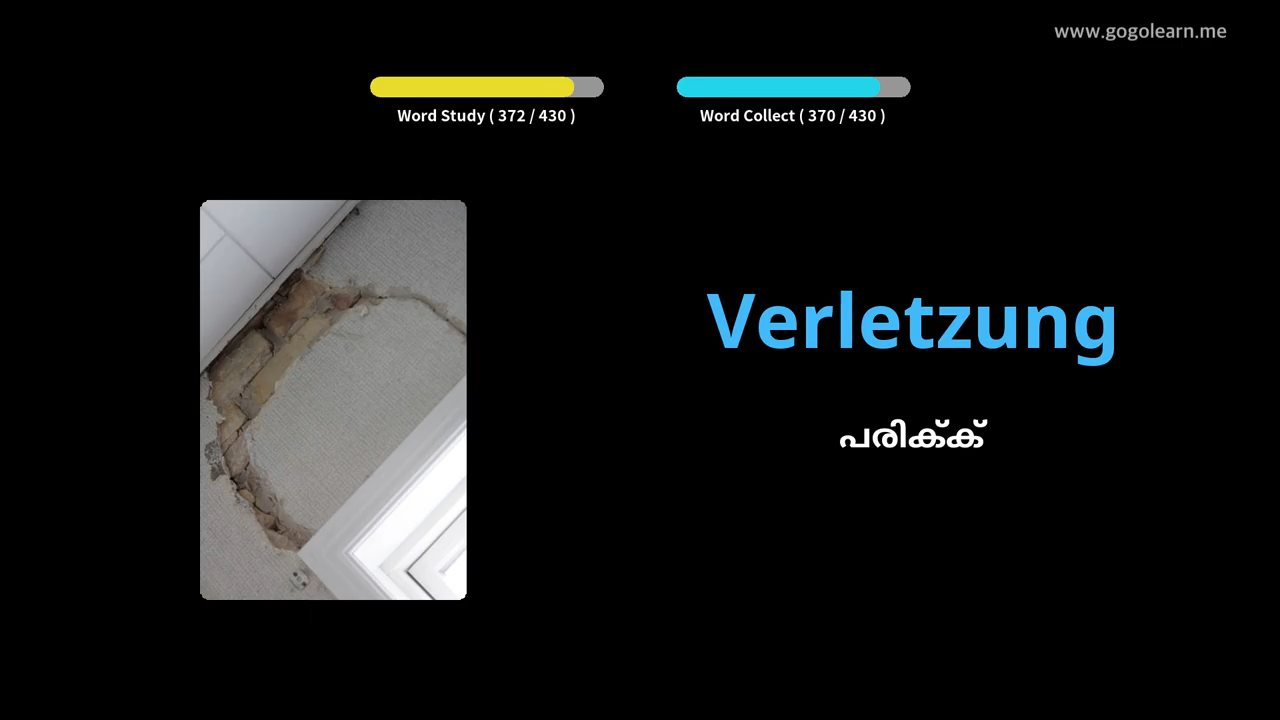 www.gogolearn.me
Word Study ( 372 / 430 )
Word Collect ( 370 / 430 )
Verletzung
പരിക്ക്